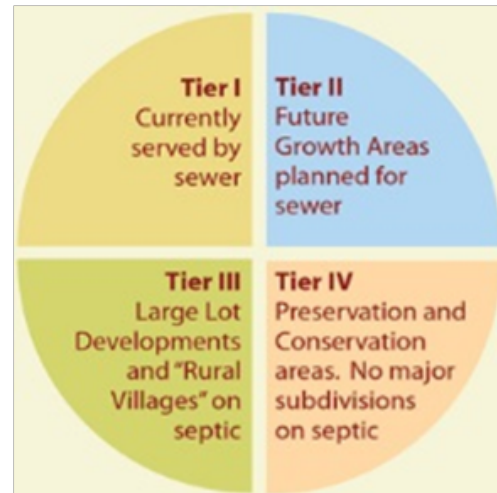 Tier I
Currently
served by
sewer
Tier II
Future
Growth Areas
planned for
sewer
Tier III
Large Lot
Developments
and "Rural
Villages" on
septic
Tier IV
Preservation and
Conservation
areas. No major
subdivisions
on septic